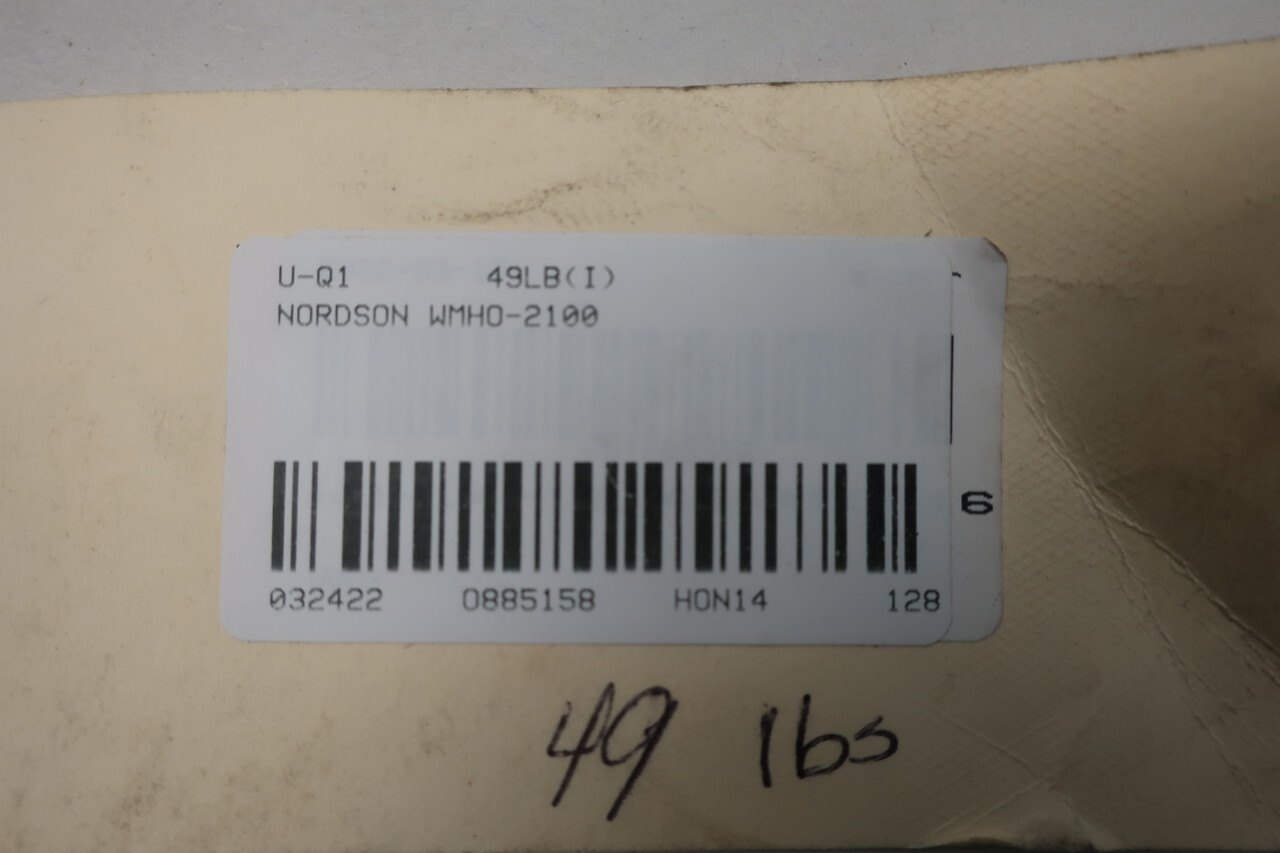 U-Q1 49LB(I)
NORDSON WMHO-2100
6
032422 0885158 HON14 128
49 lbs